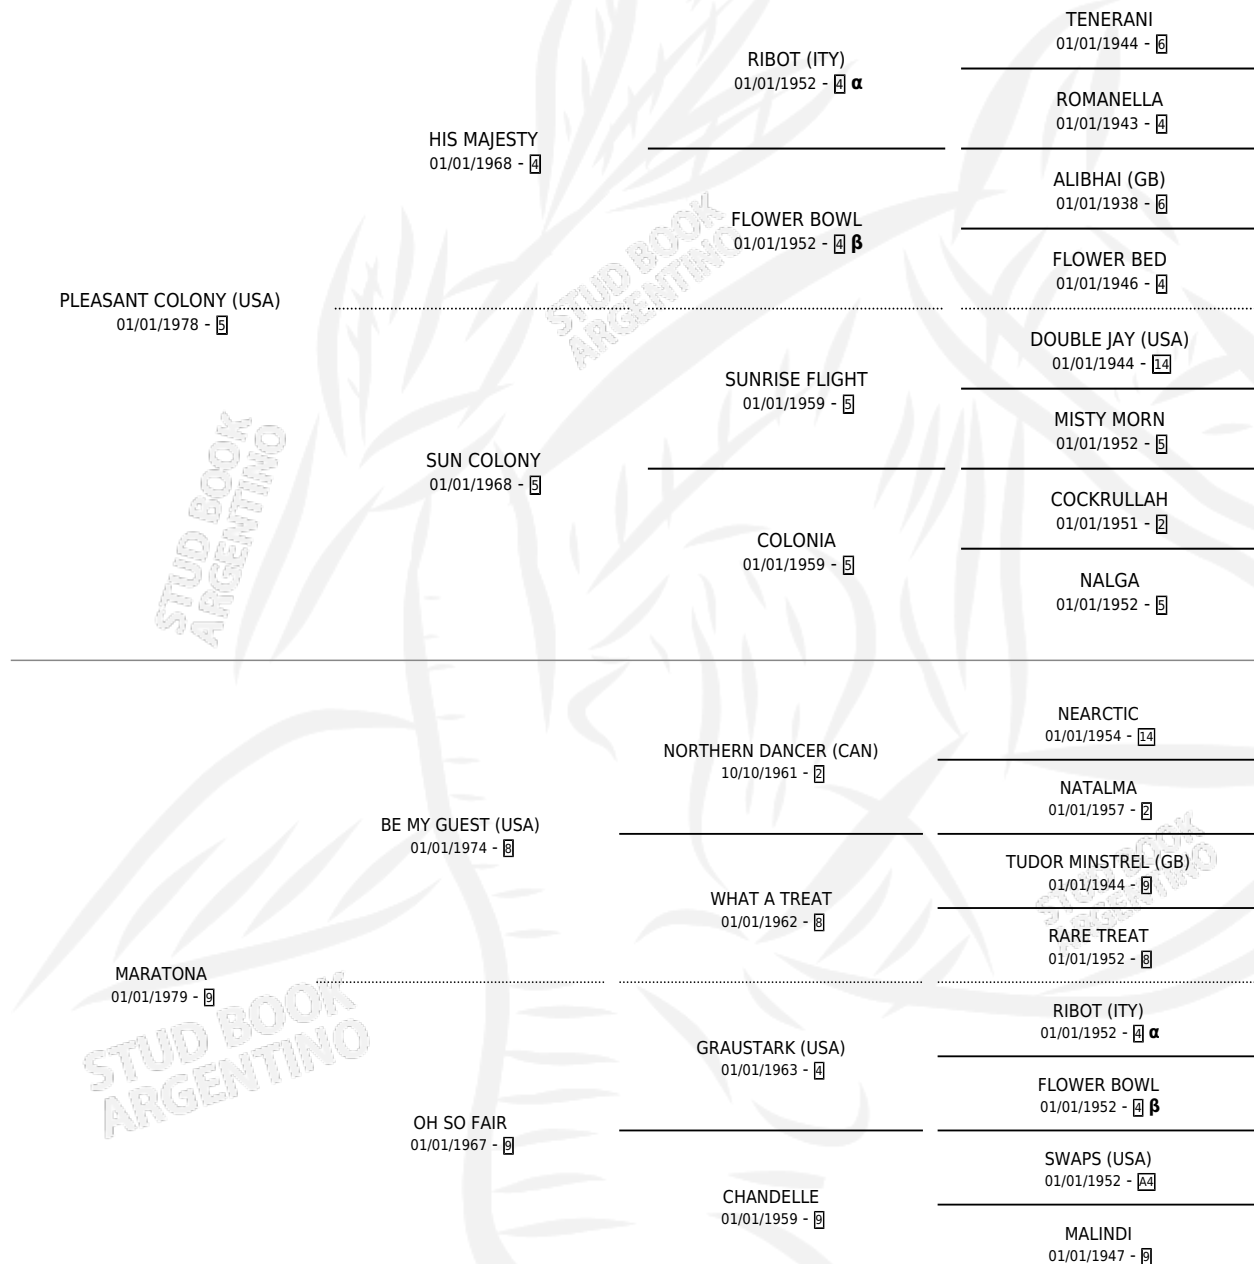 TENERANI
01/01/1944 - 6
RIBOT (ITY)
01/01/1952 - 4 α
ROMANELLA
01/01/1943 - 4
HIS MAJESTY
01/01/1968 - 4
ALIBHAI (GB)
01/01/1938 - 6
FLOWER BOWL
01/01/1952 - 4 β
FLOWER BED
01/01/1946 - 4
PLEASANT COLONY (USA)
01/01/1978 - 5
DOUBLE JAY (USA)
01/01/1944 - 14
SUNRISE FLIGHT
01/01/1959 - 5
MISTY MORN
01/01/1952 - 5
SUN COLONY
01/01/1968 - 5
COCKRULLAH
01/01/1951 - 2
COLONIA
01/01/1959 - 5
NALGA
01/01/1952 - 5
STUD BOOK
ARGENTINO
STUD BOOK
ARGENTINO
NEARCTIC
01/01/1954 - 14
NORTHERN DANCER (CAN)
10/10/1961 - 2
NATALMA
01/01/1957 - 2
BE MY GUEST (USA)
01/01/1974 - 8
TUDOR MINSTREL (GB)
01/01/1944 - 9
WHAT A TREAT
01/01/1962 - 8
RARE TREAT
01/01/1952 - 8
MARATONA
01/01/1979 - 9
RIBOT (ITY)
01/01/1952 - 4 α
GRAUSTARK (USA)
01/01/1963 - 4
FLOWER BOWL
01/01/1952 - 4 β
OH SO FAIR
01/01/1967 - 9
SWAPS (USA)
01/01/1952 - A4
CHANDELLE
01/01/1959 - 9
MALINDI
01/01/1947 - 9
STUD BOOK
ARGENTINO
STUD BOOK
ARGENTINO